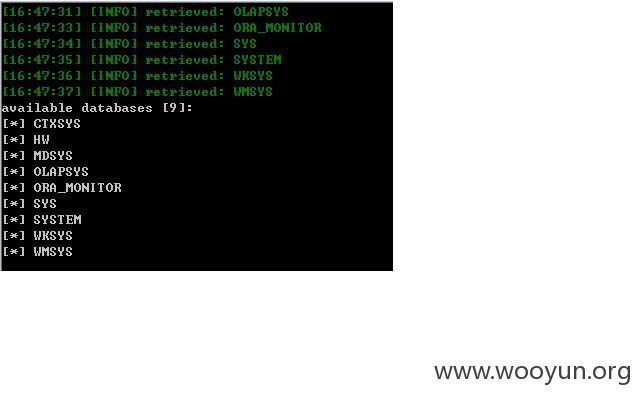 [16:47:31] [INFO] retrieved: OLAPSYS
[16:47:33] [INFO] retrieved: ORA_MONITOR
[16:47:34] [INFO] retrieved: SYS
[16:47:35] [INFO] retrieved: SYSTEM
[16:47:36] [INFO] retrieved: WKSYS
[16:47:37] [INFO] retrieved: WMSYS
available databases [9]:
[*] CTXSYS
[*] HW
[*] MDSYS
[*] OLAPSYS
[*] ORA_MONITOR
[*] SYS
[*] SYSTEM
[*] WKSYS
[*] WMSYS
www.wooyun.org